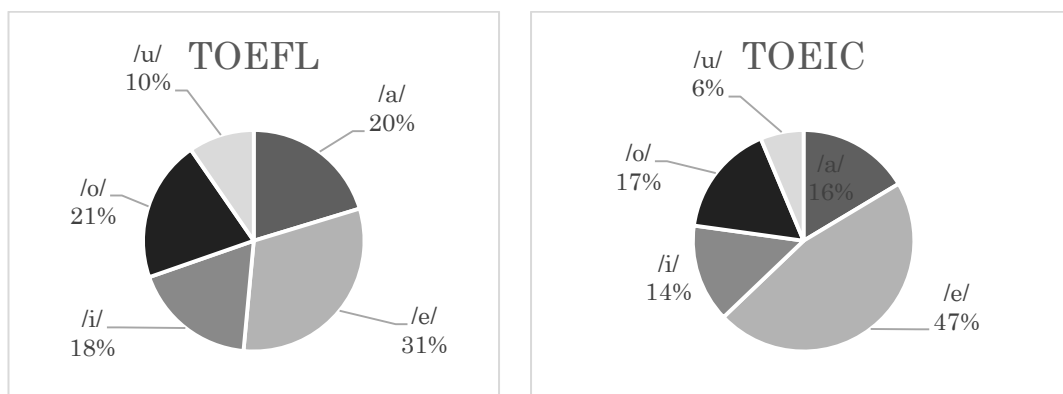 TOEFL
/u/
10%
/a/
20%
/o/
21%
/i/
18%
/e/
31%
TOEIC
/u/
6%
/a/
16%
/o/
17%
/i/
14%
/e/
47%